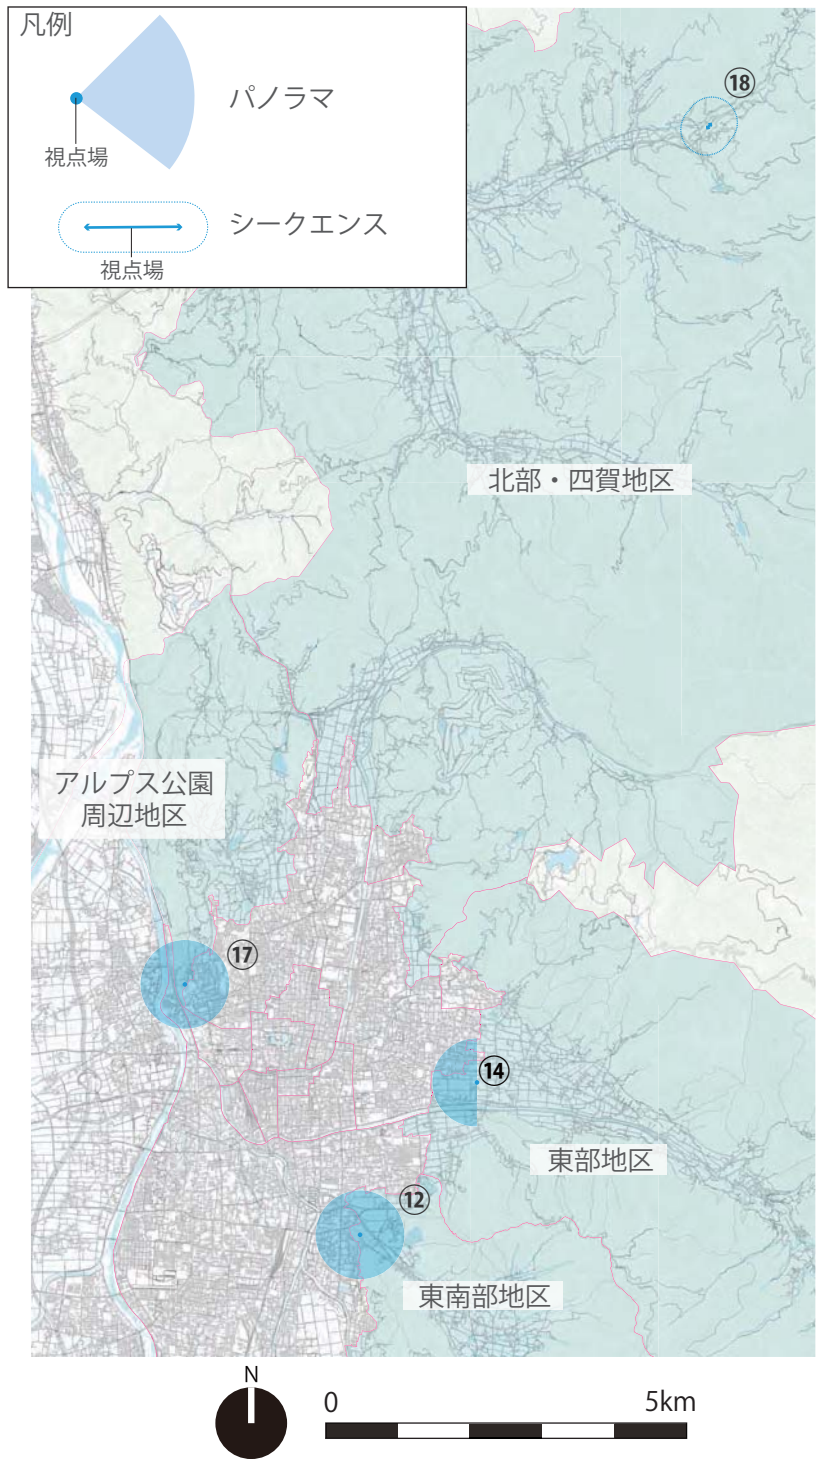 凡例
パノラマ
視点場
シークエンス
視点場
⑱
北部・四賀地区
アルプス公園
周辺地区
⑰
⑭
東部地区
⑫
東南部地区
N
0
5km